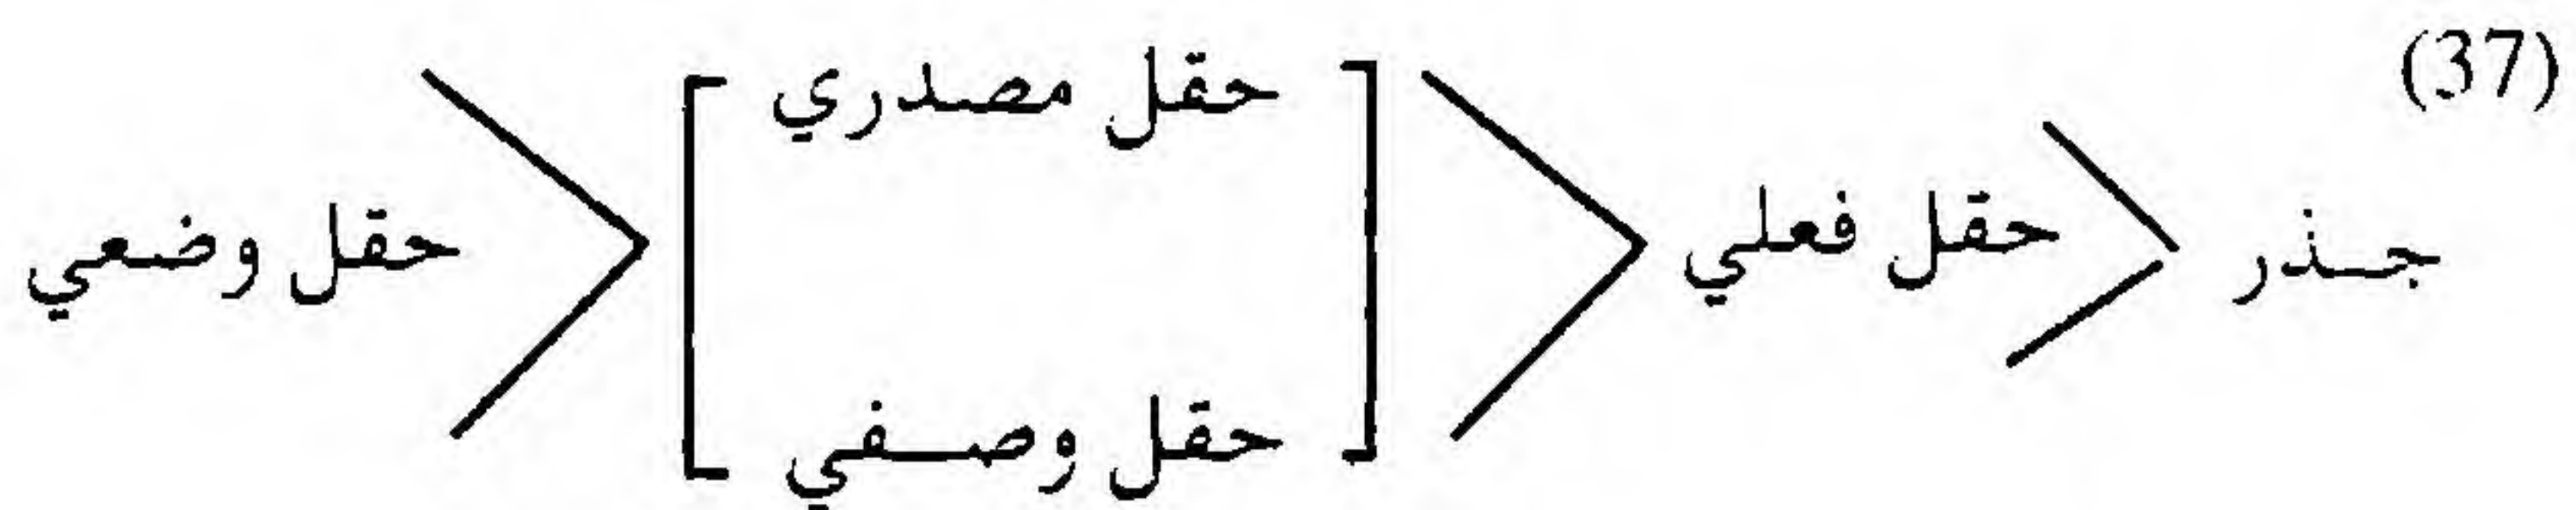 (37)
حقل مصدري
جذر > حقل فعلي > [ ] > حقل وضعي
حقل وصفي